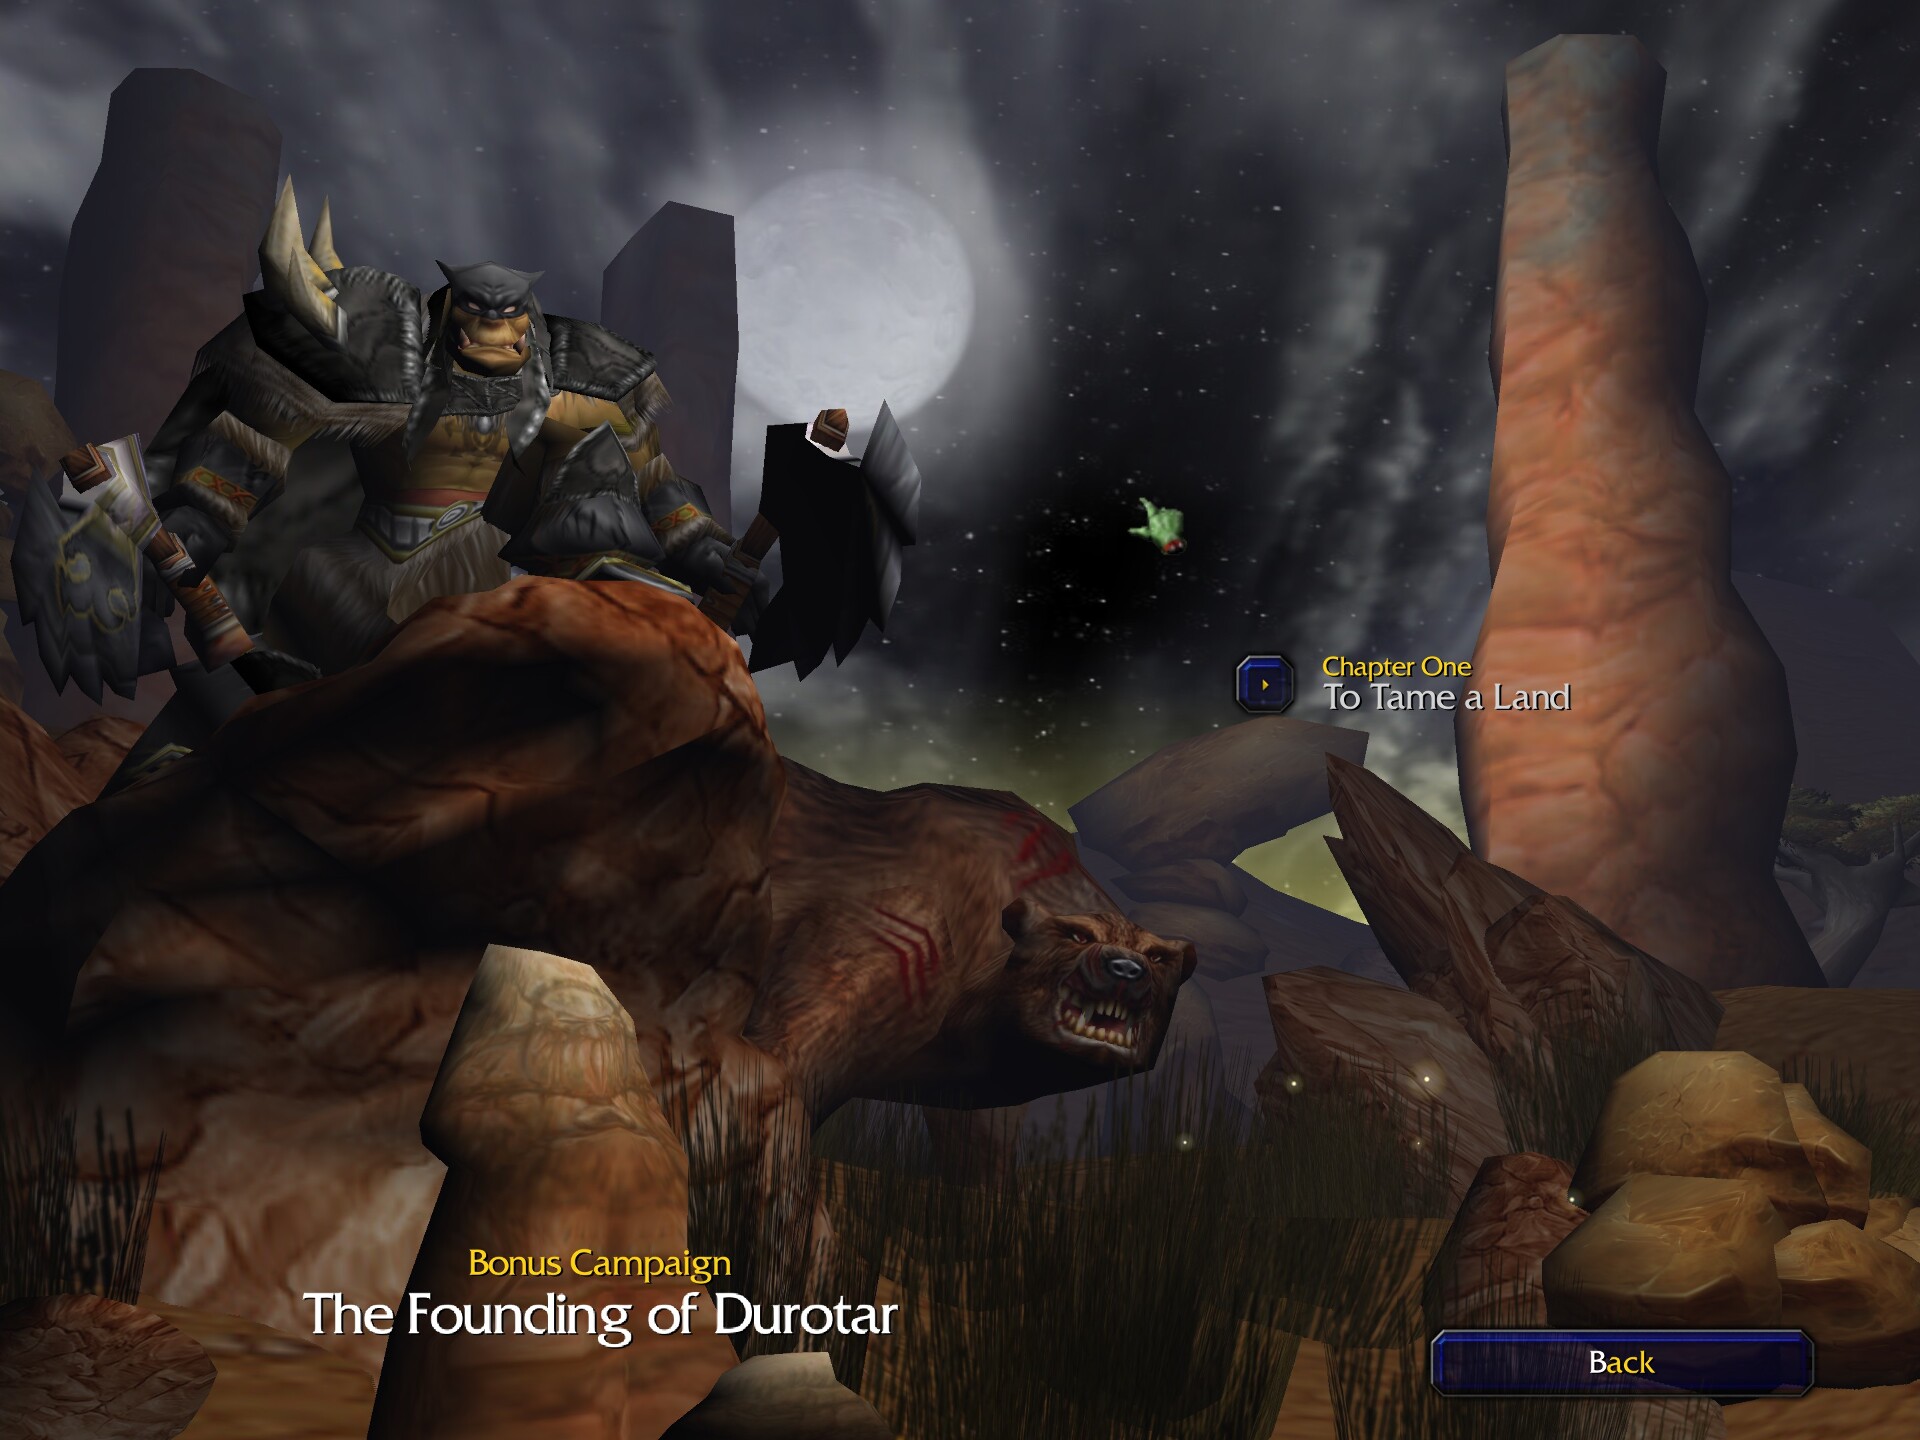 Chapter One
To Tame a Land
Bonus Campaign
The Founding of Durotar
Back